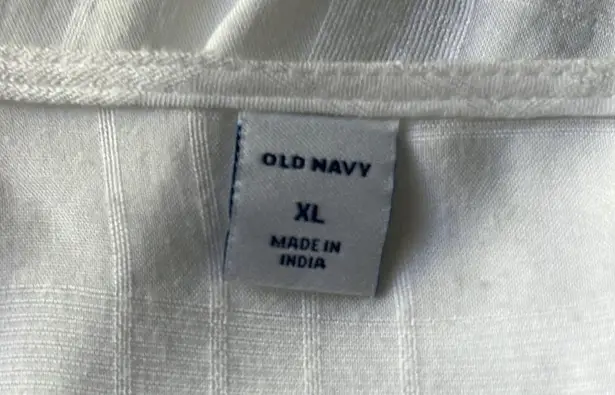 OLD NAVY
XL
MADE IN
INDIA